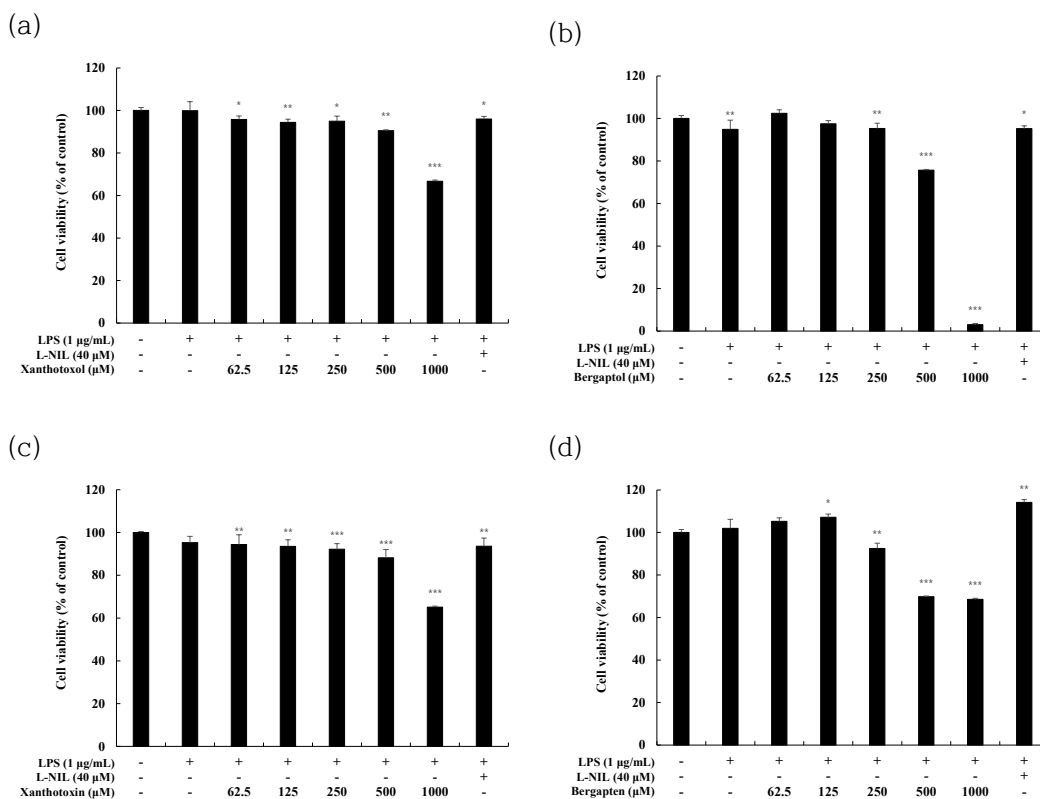 (a)
120
100
80
60
40
20
0
Cell viability (% of control)
* ** * ** *** *
LPS (1 μg/mL) - + + + + + + +
L-NIL (40 μM) - - - - - - - +
Xanthotoxol (μM) - - 62.5 125 250 500 1000 -
(b)
120
100
80
60
40
20
0
Cell viability (% of control)
** ** *** *** *
LPS (1 μg/mL) - + + + + + + +
L-NIL (40 μM) - - - - - - - +
Bergaptol (μM) - - 62.5 125 250 500 1000 -
(c)
120
100
80
60
40
20
0
Cell viability (% of control)
** ** *** *** *** **
LPS (1 μg/mL) - + + + + + + +
L-NIL (40 μM) - - - - - - - +
Xanthotoxin (μM) - - 62.5 125 250 500 1000 -
(d)
120
100
80
60
40
20
0
Cell viability (% of control)
* ** *** *** **
LPS (1 μg/mL) - + + + + + + +
L-NIL (40 μM) - - - - - - - +
Bergapten (μM) - - 62.5 125 250 500 1000 -